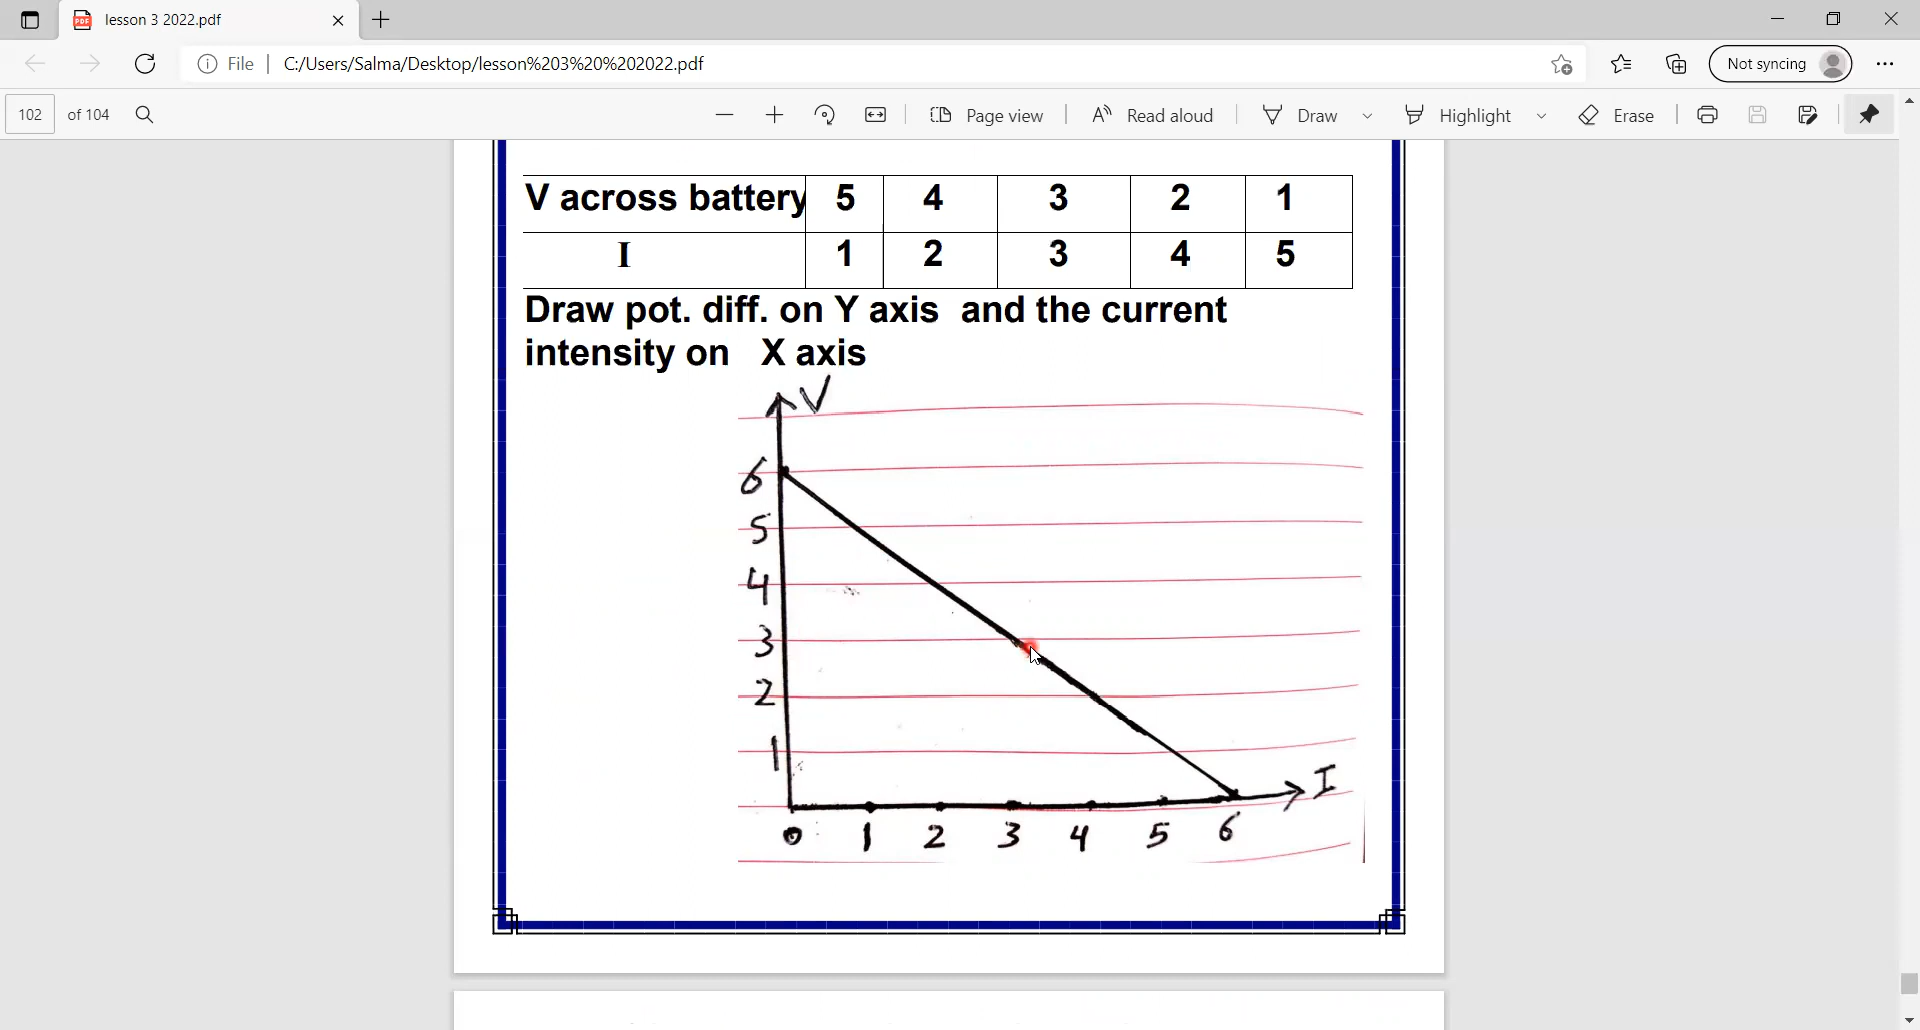 lesson 3 2022.pdf
File C:/Users/Salma/Desktop/lesson%203%20%202022.pdf Not syncing
102 of 104 Page view Read aloud Draw Highlight Erase
V across battery 5 4 3 2 1
I 1 2 3 4 5
Draw pot. diff. on Y axis and the current
intensity on X axis
V
6
5
4
3
2
1
I
0 1 2 3 4 5 6